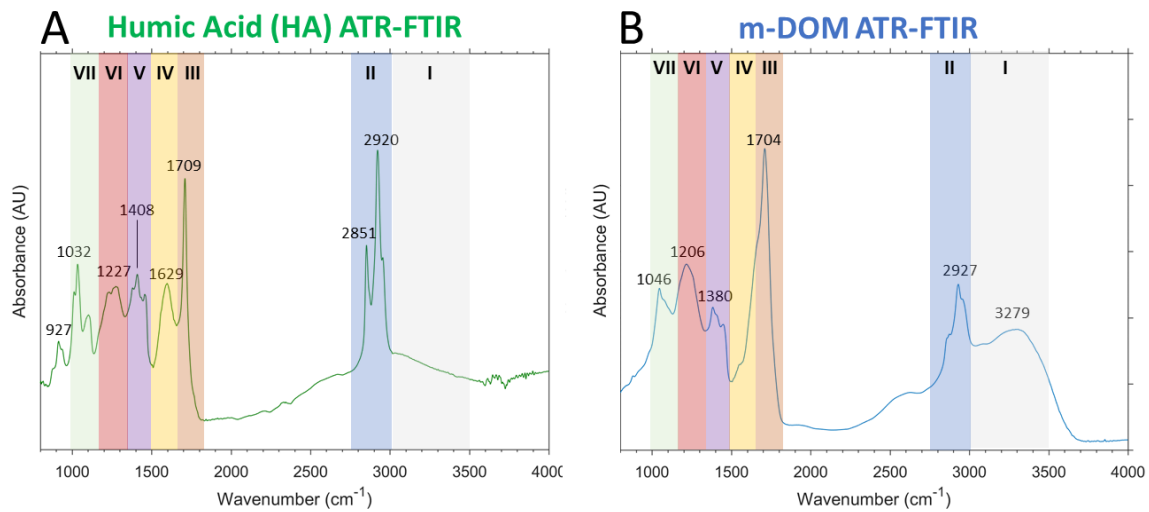 A
Humic Acid (HA) ATR-FTIR
VII VI V IV III II I
2920
1709
1408
2851
1032
1227 1629
927
Absorbance (AU)
1000 1500 2000 2500 3000 3500 4000
Wavenumber (cm-1)
B
m-DOM ATR-FTIR
VII VI V IV III II I
1704
1206
2927
1046
1380
3279
Absorbance (AU)
1000 1500 2000 2500 3000 3500 4000
Wavenumber (cm-1)